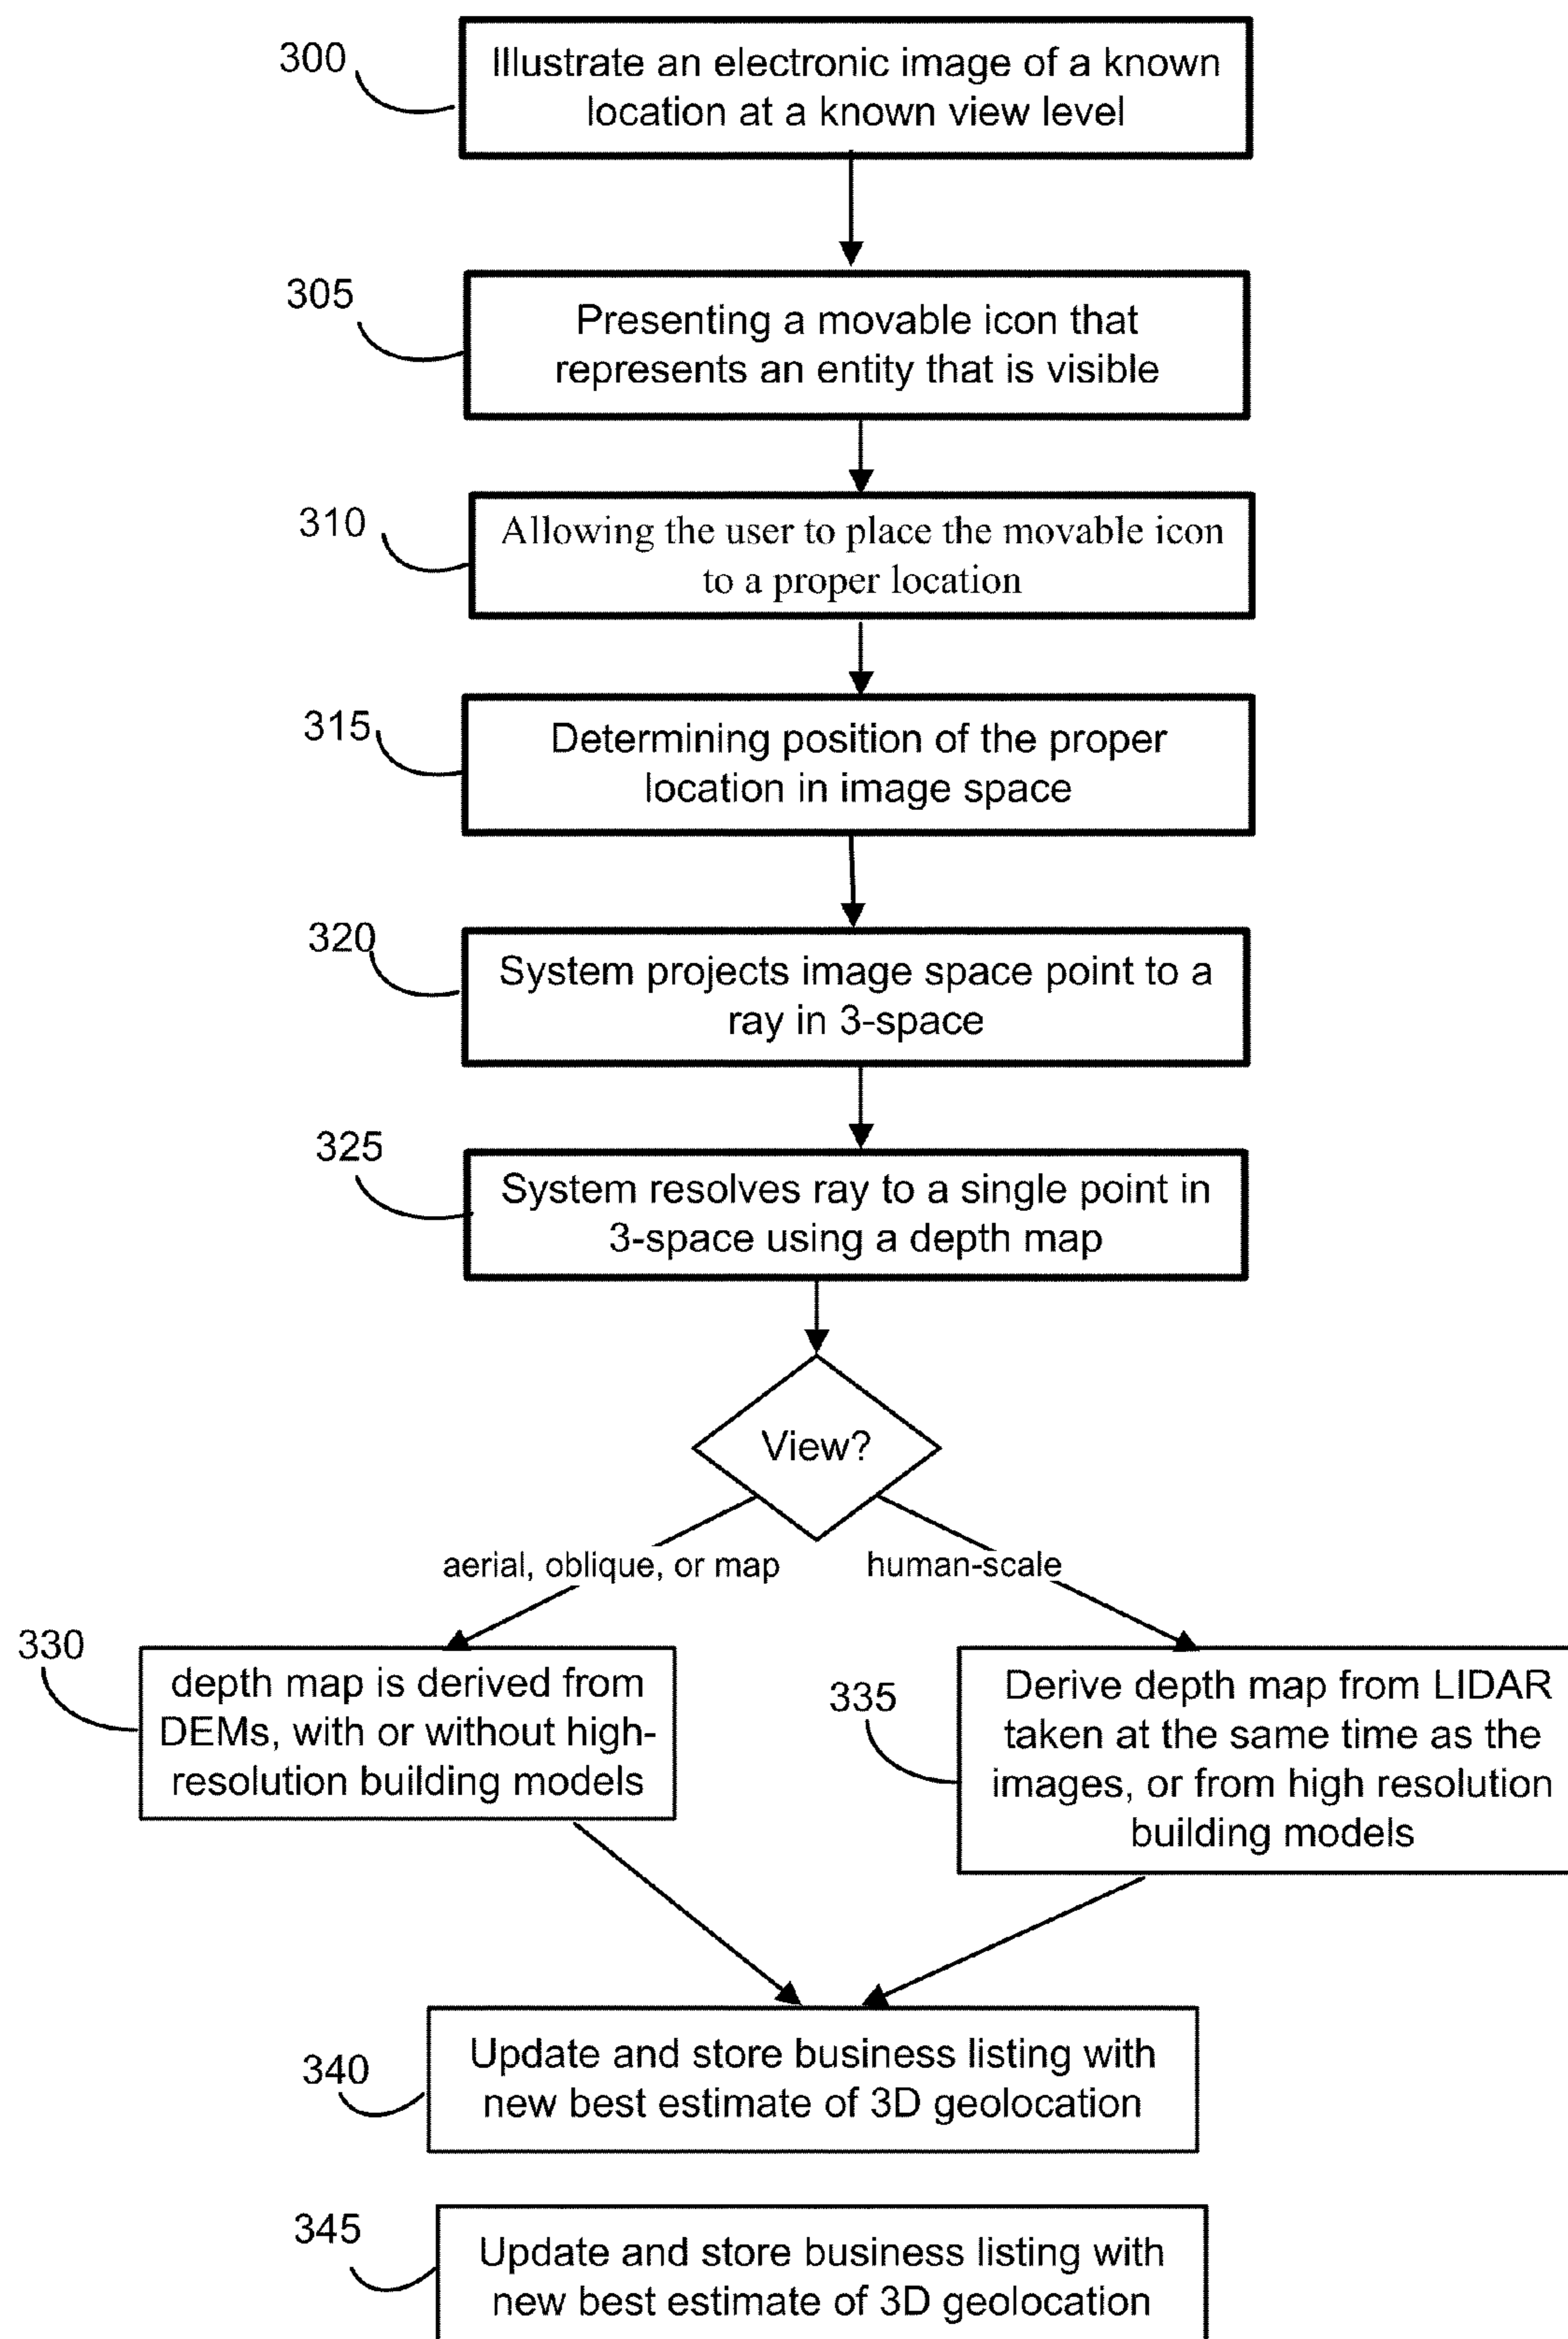 300
Illustrate an electronic image of a known
location at a known view level
305
Presenting a movable icon that
represents an entity that is visible
310
Allowing the user to place the movable icon
to a proper location
315
Determining position of the proper
location in image space
320
System projects image space point to a
ray in 3-space
325
System resolves ray to a single point in
3-space using a depth map
View?
aerial, oblique, or map
human-scale
330
depth map is derived from
DEMs, with or without high-
resolution building models
335
Derive depth map from LIDAR
taken at the same time as the
images, or from high resolution
building models
340
Update and store business listing with
new best estimate of 3D geolocation
345
Update and store business listing with
new best estimate of 3D geolocation